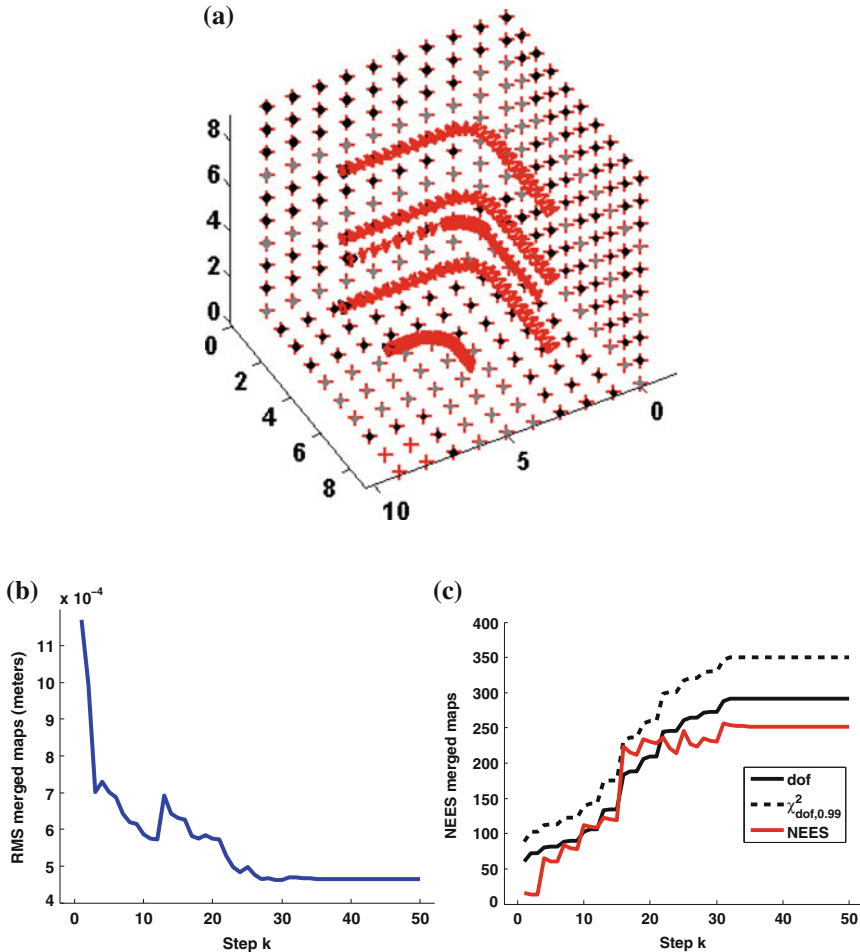 (a)
8
6
4
2
0
0
2
4
6
8
10
5
0
(b)
x 10⁻⁴
11
10
9
8
7
6
5
4
RMS merged maps (meters)
0 10 20 30 40 50
Step k
(c)
400
350
300
250
200
150
100
50
0
NEES merged maps
dof
χ²dof,0.99
NEES
0 10 20 30 40 50
Step k